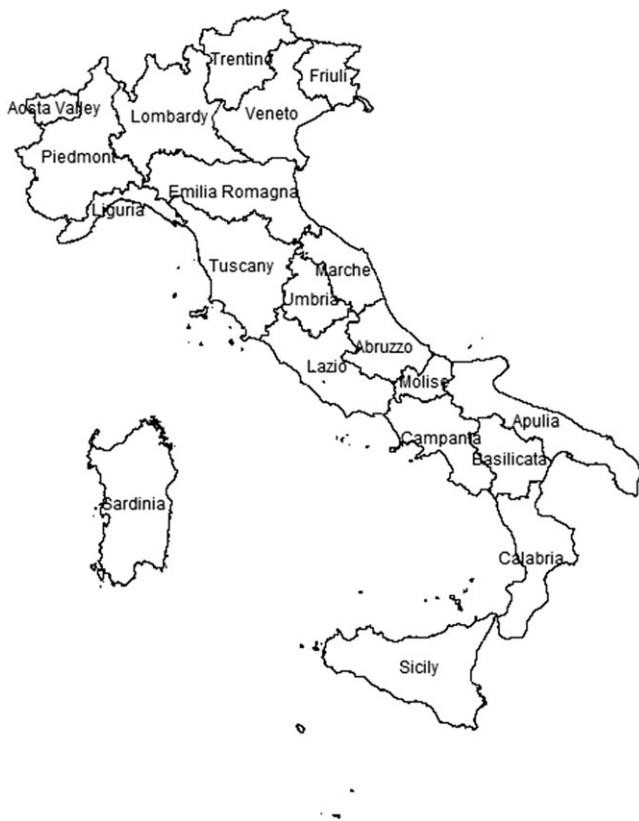 Trentino
Friuli
Aosta Valley
Lombardy
Veneto
Piedmont
Emilia Romagna
Liguria
Tuscany
Marche
Umbria
Abruzzo
Lazio
Molise
Apulia
Campania
Basilicata
Sardinia
Calabria
Sicily